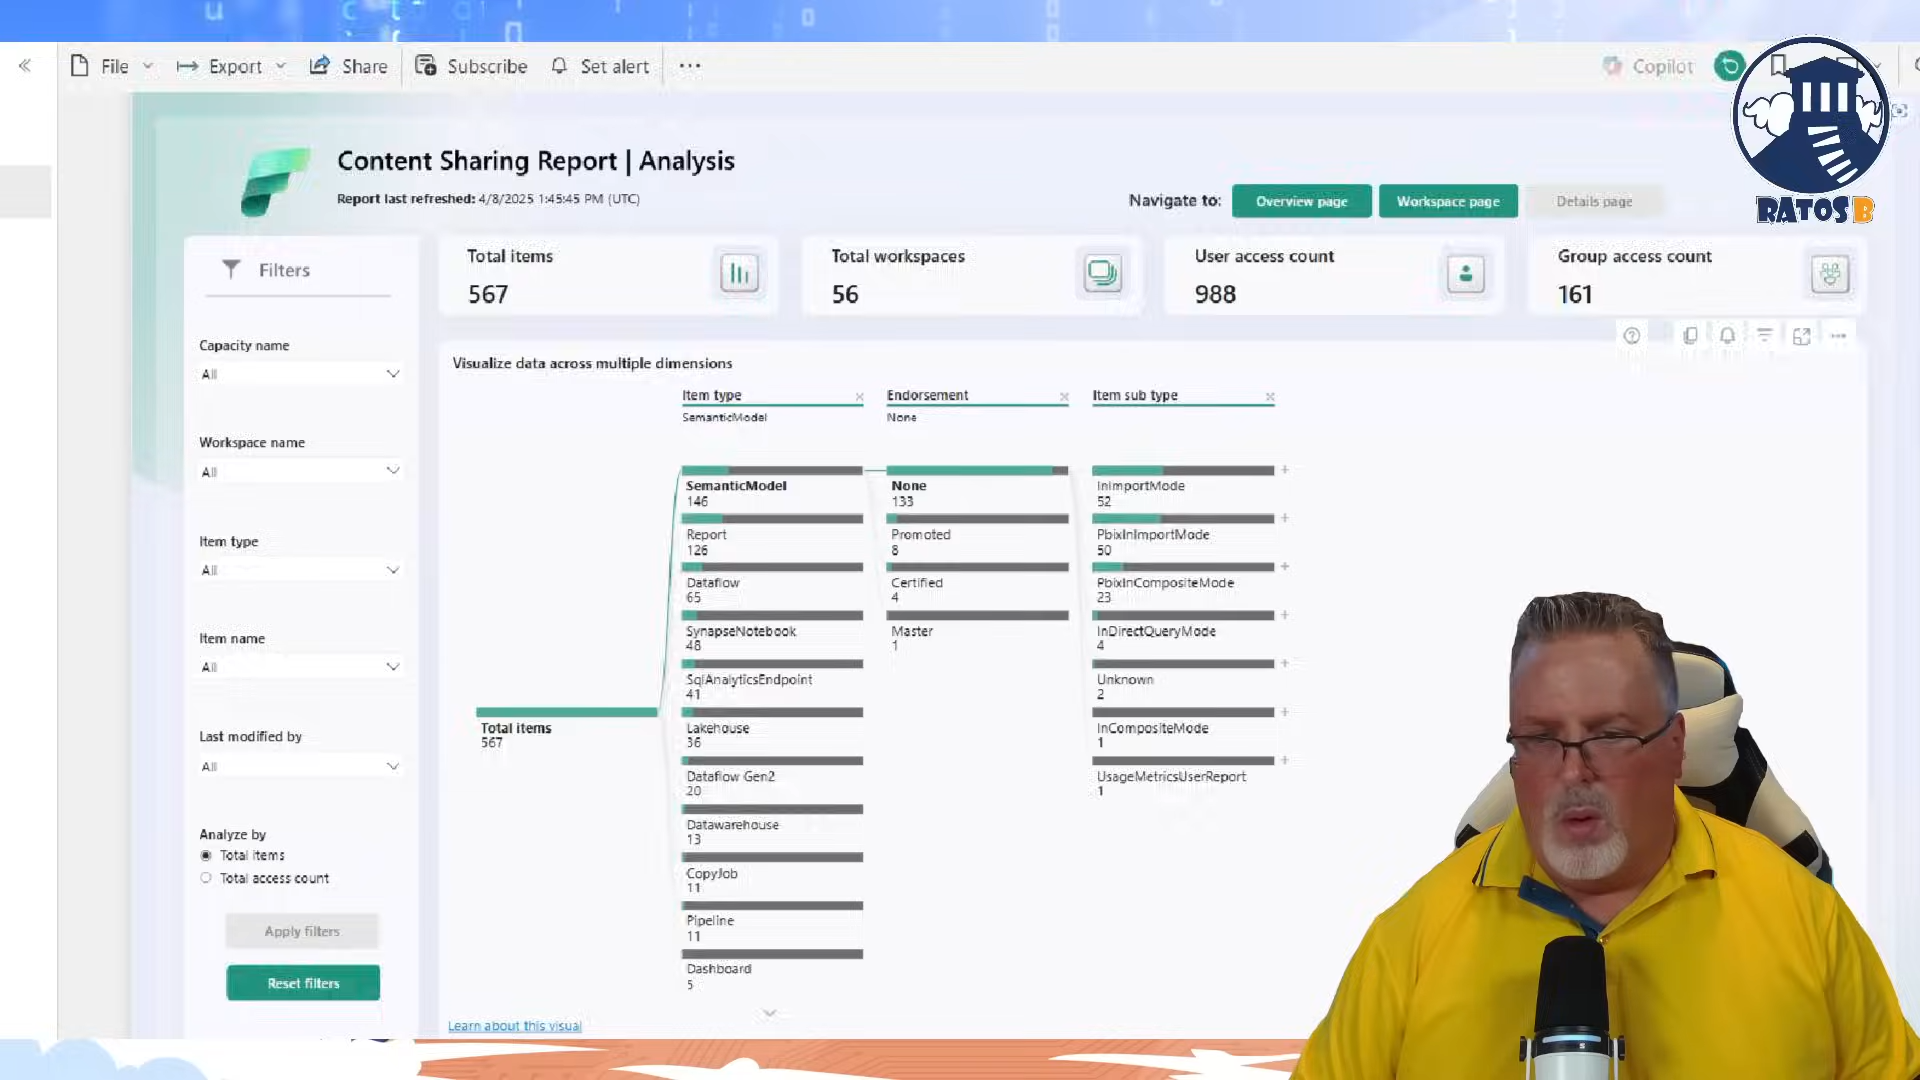 File
Export
Share
Subscribe
Set alert
Copilot
RATOS B
Content Sharing Report | Analysis
Report last refreshed: 4/8/2025 1:45:45 PM (UTC)
Navigate to:
Overview page
Workspace page
Details page
Filters
Total items
567
Total workspaces
56
User access count
988
Group access count
161
Capacity name
All
Workspace name
All
Item type
All
Item name
All
Last modified by
All
Analyze by
Total items
Total access count
Apply filters
Reset filters
Visualize data across multiple dimensions
Item type
SemanticModel
Endorsement
None
Item sub type
Total items
567
SemanticModel
146
Report
126
Dataflow
65
SynapseNotebook
48
SqlAnalyticsEndpoint
41
Lakehouse
36
Dataflow Gen2
20
Datawarehouse
13
CopyJob
11
Pipeline
11
Dashboard
5
None
133
Promoted
8
Certified
4
Master
1
InImportMode
52
PbixInImportMode
50
PbixInCompositeMode
23
InDirectQueryMode
4
Unknown
2
InCompositeMode
1
UsageMetricsUserReport
1
Learn about this visual